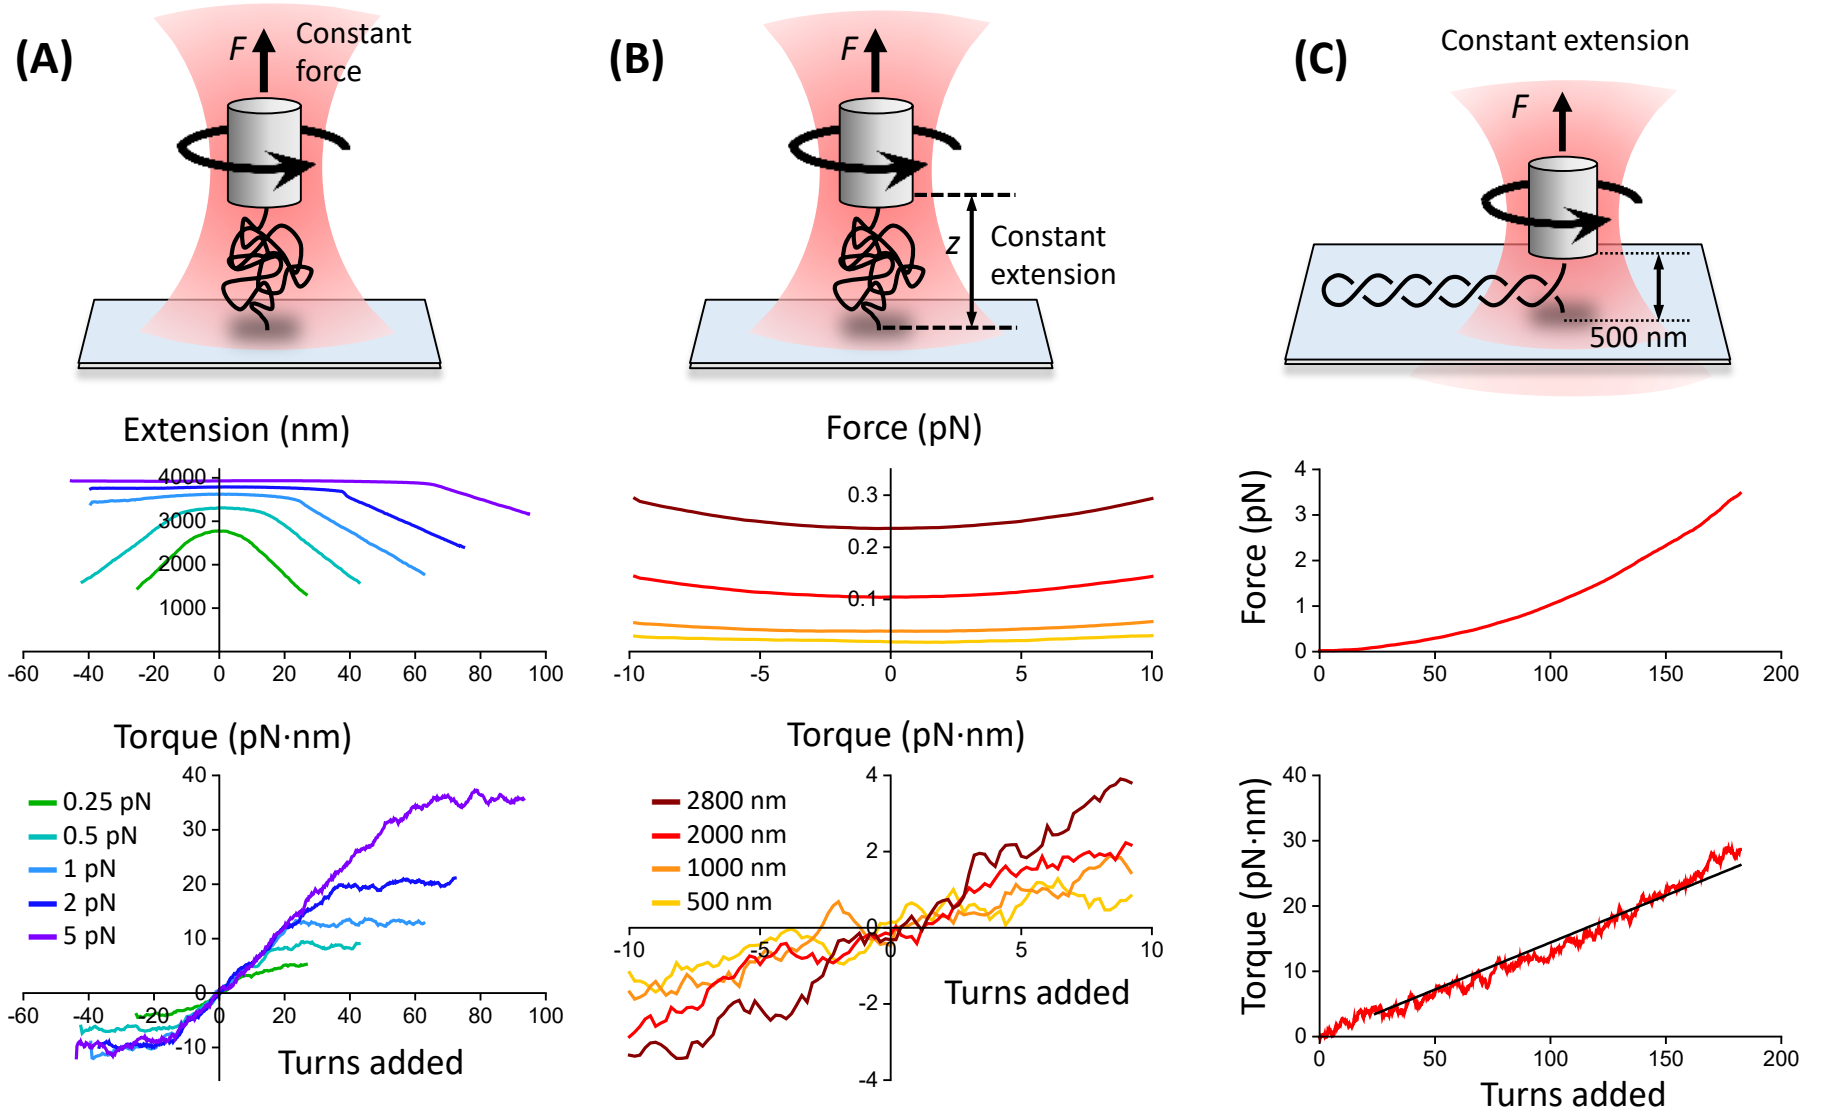 (A)
F
Constant
force
(B)
F
z
Constant
extension
(C)
Constant extension
F
500 nm
Extension (nm)
4000
3000
2000
1000
-60 -40 -20 0 20 40 60 80 100
Force (pN)
0.3
0.2
0.1
-10 -5 0 5 10
Force (pN)
4
3
2
1
0
0 50 100 150 200
Torque (pN·nm)
40
30
20
10
0
-10
0.25 pN
0.5 pN
1 pN
2 pN
5 pN
-60 -40 -20 0 20 40 60 80 100
Turns added
Torque (pN·nm)
4
2
0
-2
-4
2800 nm
2000 nm
1000 nm
500 nm
-10 -5 0 5 10
Turns added
Torque (pN·nm)
40
30
20
10
0
0 50 100 150 200
Turns added